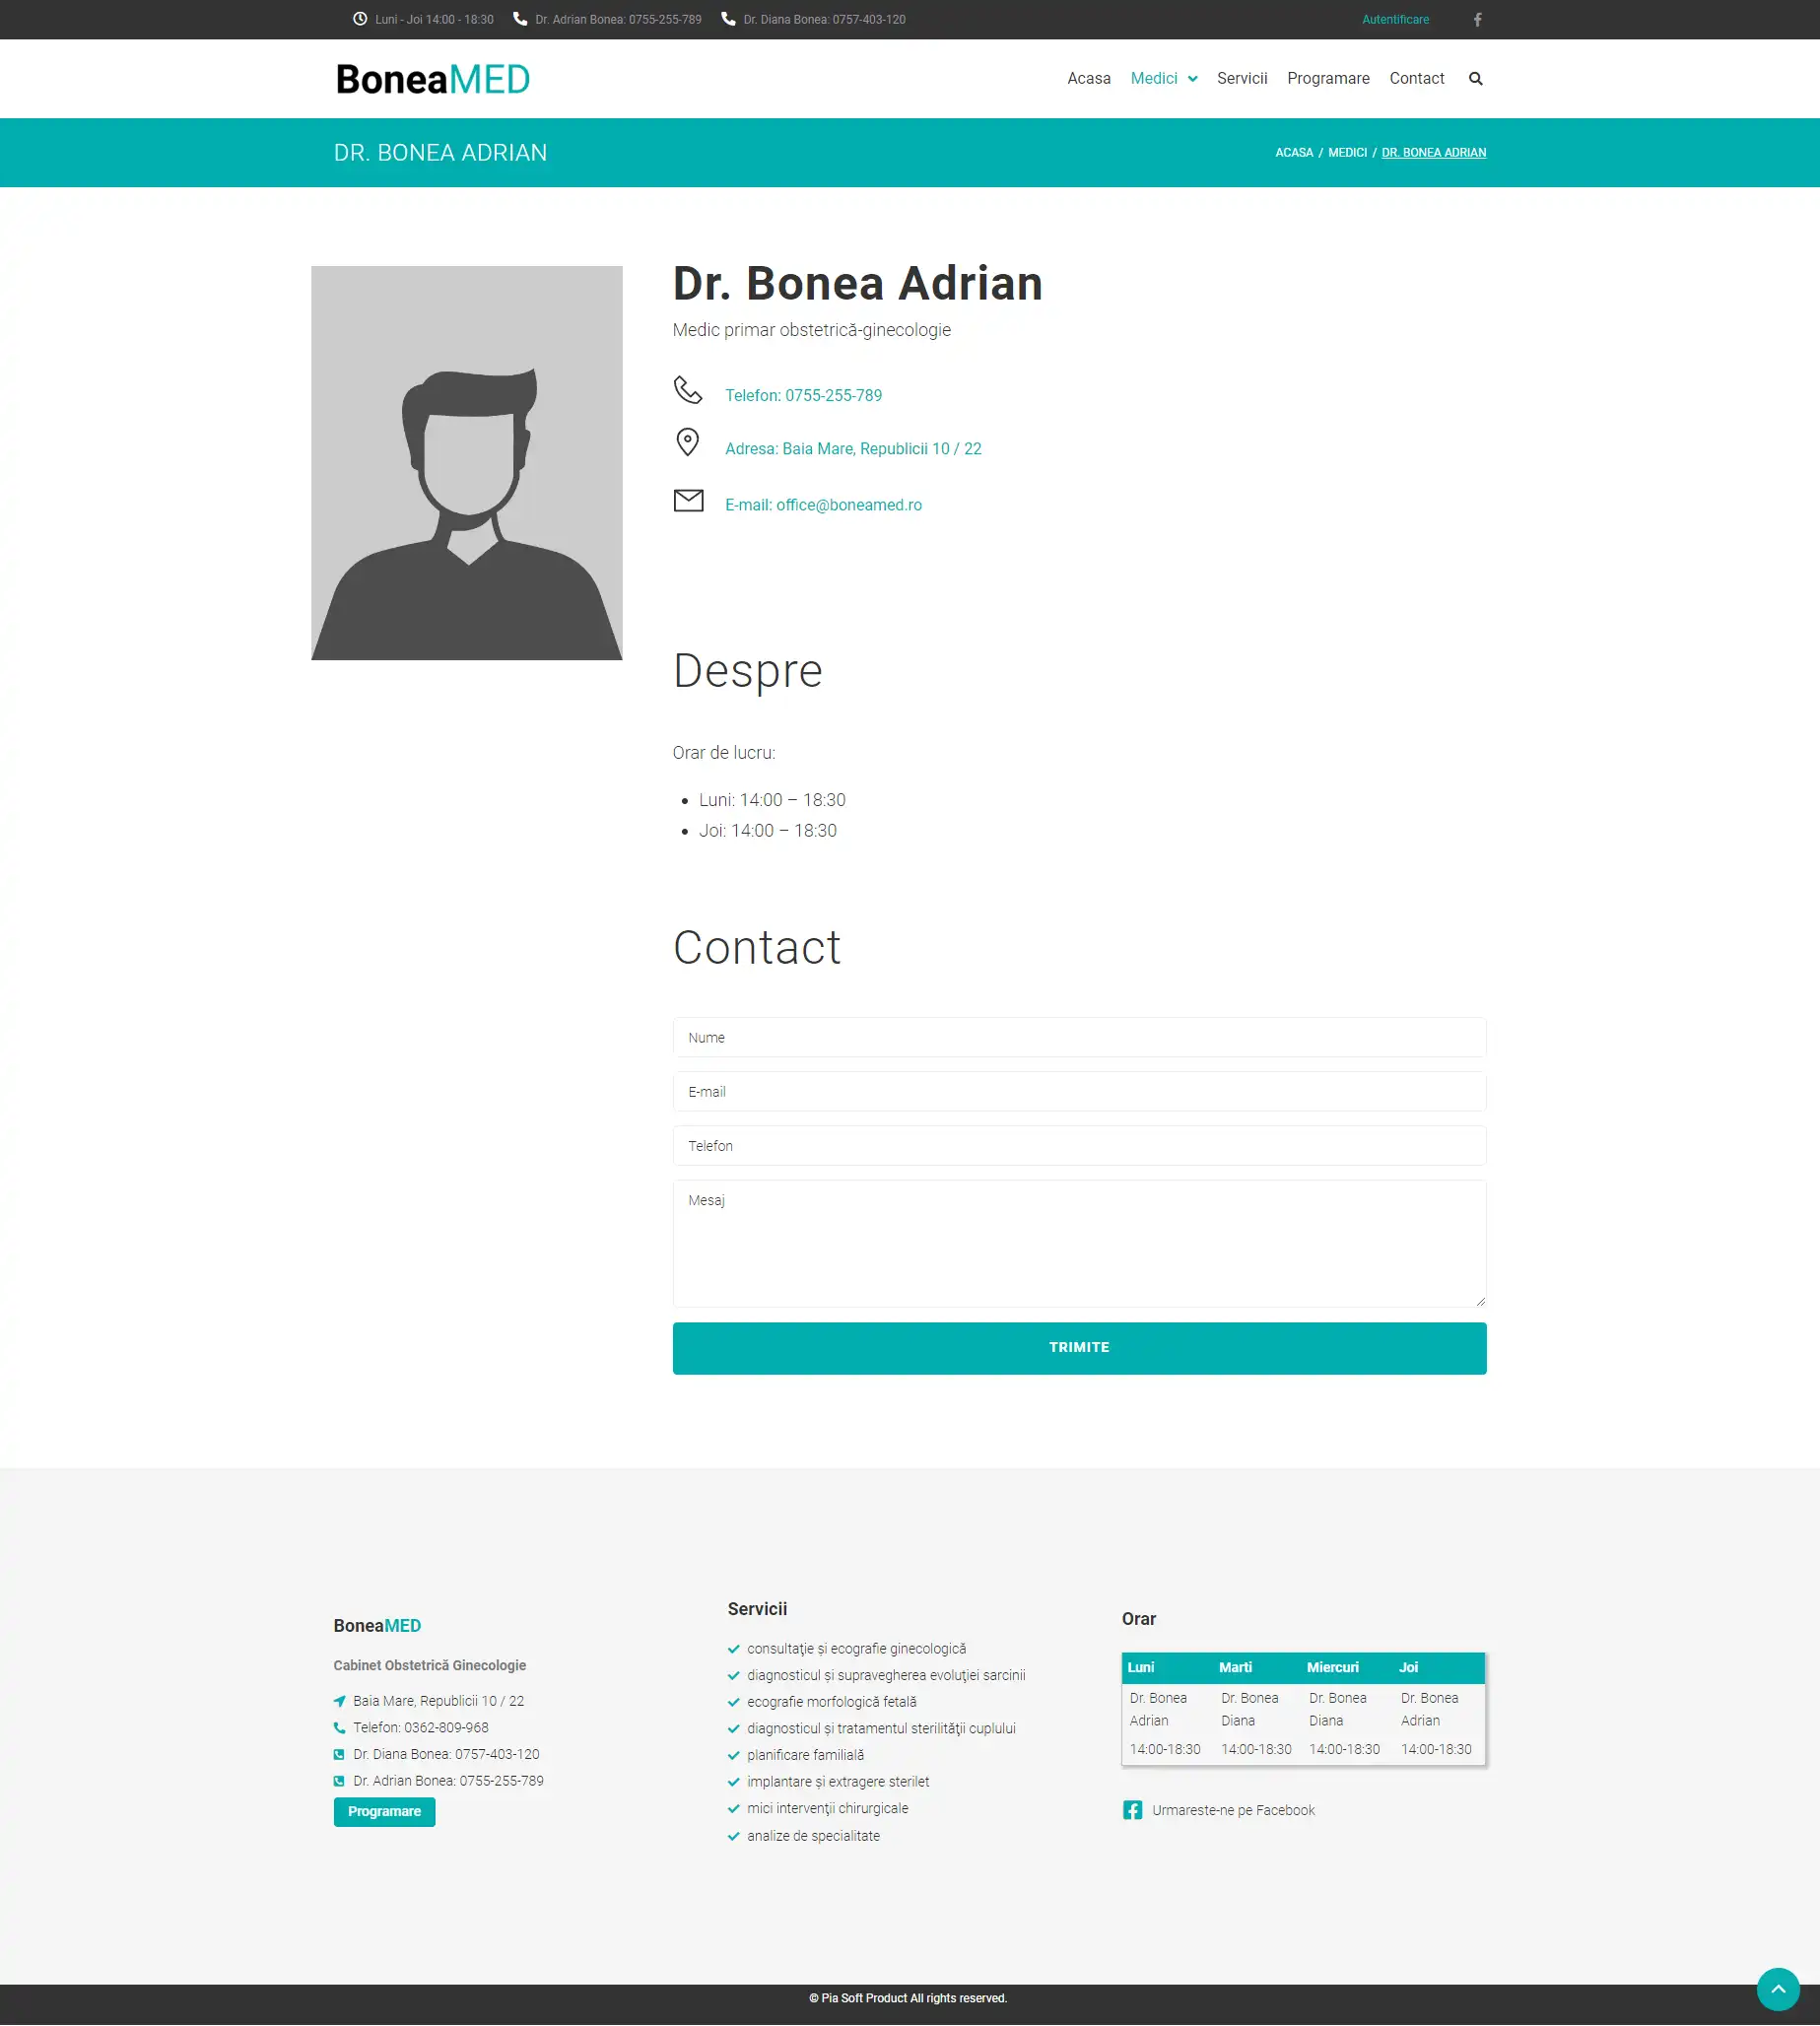 Luni - Joi 14:00 - 18:30 Dr. Adrian Bonea: 0755-255-789 Dr. Diana Bonea: 0757-403-120 Autentificare
BoneaMED Acasa Medici Servicii Programare Contact
DR. BONEA ADRIAN ACASA / MEDICI / DR. BONEA ADRIAN
Dr. Bonea Adrian
Medic primar obstetrică-ginecologie
Telefon: 0755-255-789
Adresa: Baia Mare, Republicii 10 / 22
E-mail: office@boneamed.ro
Despre
Orar de lucru:
• Luni: 14:00 – 18:30
• Joi: 14:00 – 18:30
Contact
Nume
E-mail
Telefon
Mesaj
TRIMITE
BoneaMED
Cabinet Obstetrică Ginecologie
Baia Mare, Republicii 10 / 22
Telefon: 0362-809-968
Dr. Diana Bonea: 0757-403-120
Dr. Adrian Bonea: 0755-255-789
Programare
Servicii
consultaţie și ecografie ginecologică
diagnosticul și supravegherea evoluţiei sarcinii
ecografie morfologică fetală
diagnosticul și tratamentul sterilităţii cuplului
planificare familială
implantare și extragere sterilet
mici intervenţii chirurgicale
analize de specialitate
Orar
Luni Marti Miercuri Joi
Dr. Bonea Dr. Bonea Dr. Bonea Dr. Bonea
Adrian Diana Diana Adrian
14:00-18:30 14:00-18:30 14:00-18:30 14:00-18:30
Urmareste-ne pe Facebook
© Pia Soft Product All rights reserved.